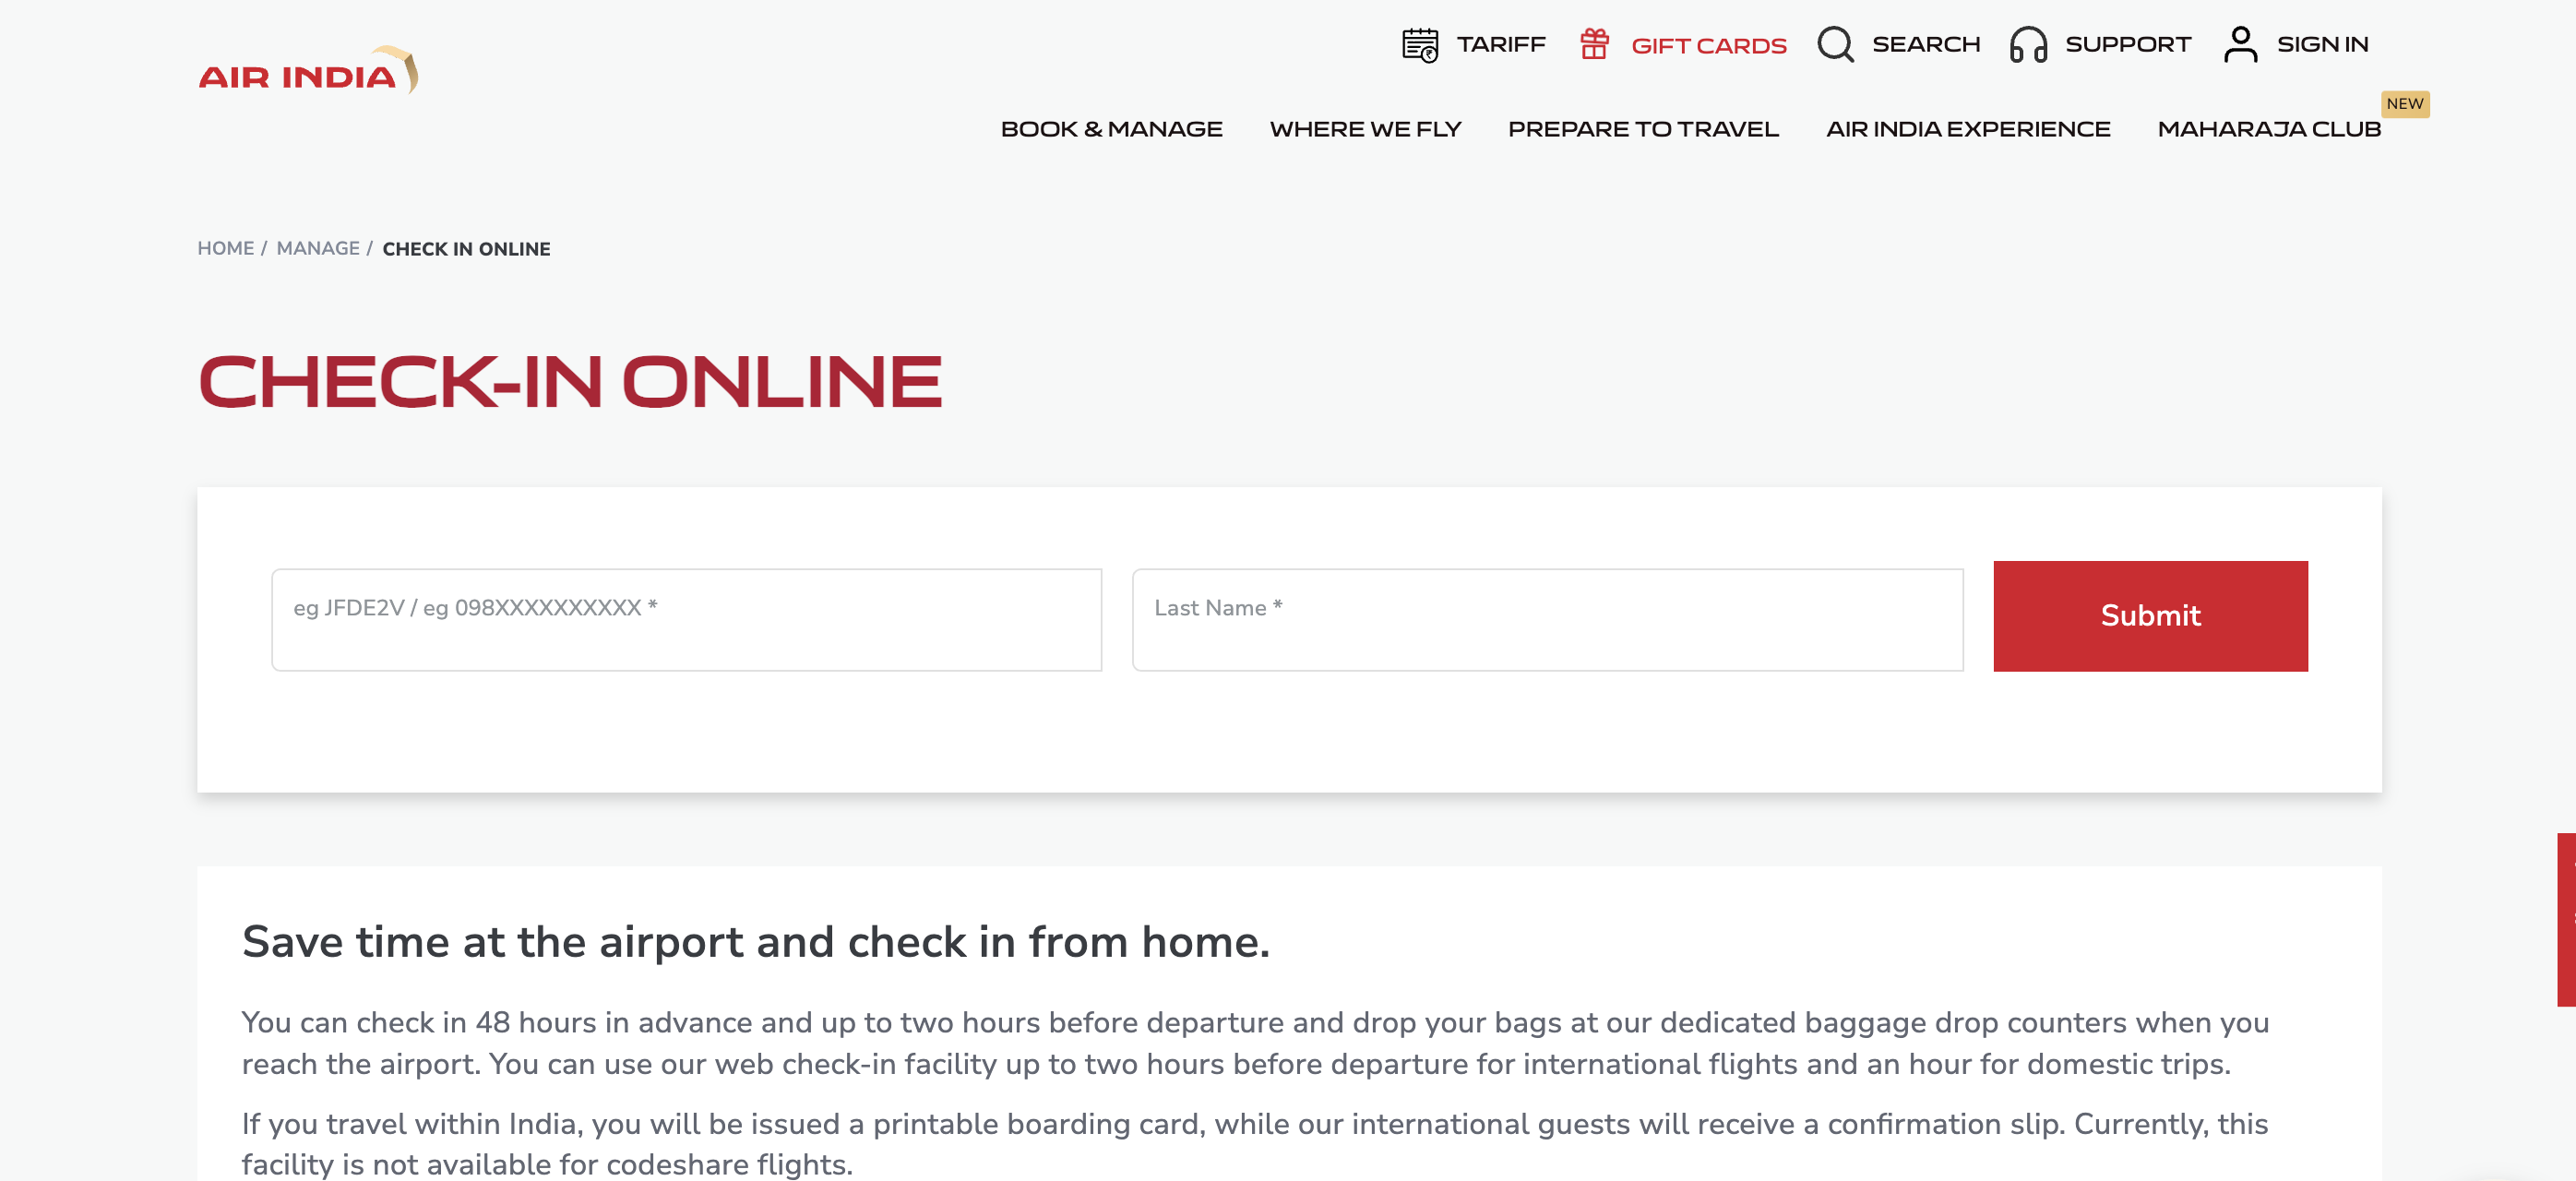 AIR INDIA
TARIFF GIFT CARDS SEARCH SUPPORT SIGN IN
NEW
BOOK & MANAGE WHERE WE FLY PREPARE TO TRAVEL AIR INDIA EXPERIENCE MAHARAJA CLUB
HOME / MANAGE / CHECK IN ONLINE
CHECK-IN ONLINE
eg JFDE2V / eg 098XXXXXXXXXX * Last Name * Submit
Save time at the airport and check in from home.
You can check in 48 hours in advance and up to two hours before departure and drop your bags at our dedicated baggage drop counters when you
reach the airport. You can use our web check-in facility up to two hours before departure for international flights and an hour for domestic trips.
If you travel within India, you will be issued a printable boarding card, while our international guests will receive a confirmation slip. Currently, this
facility is not available for codeshare flights.